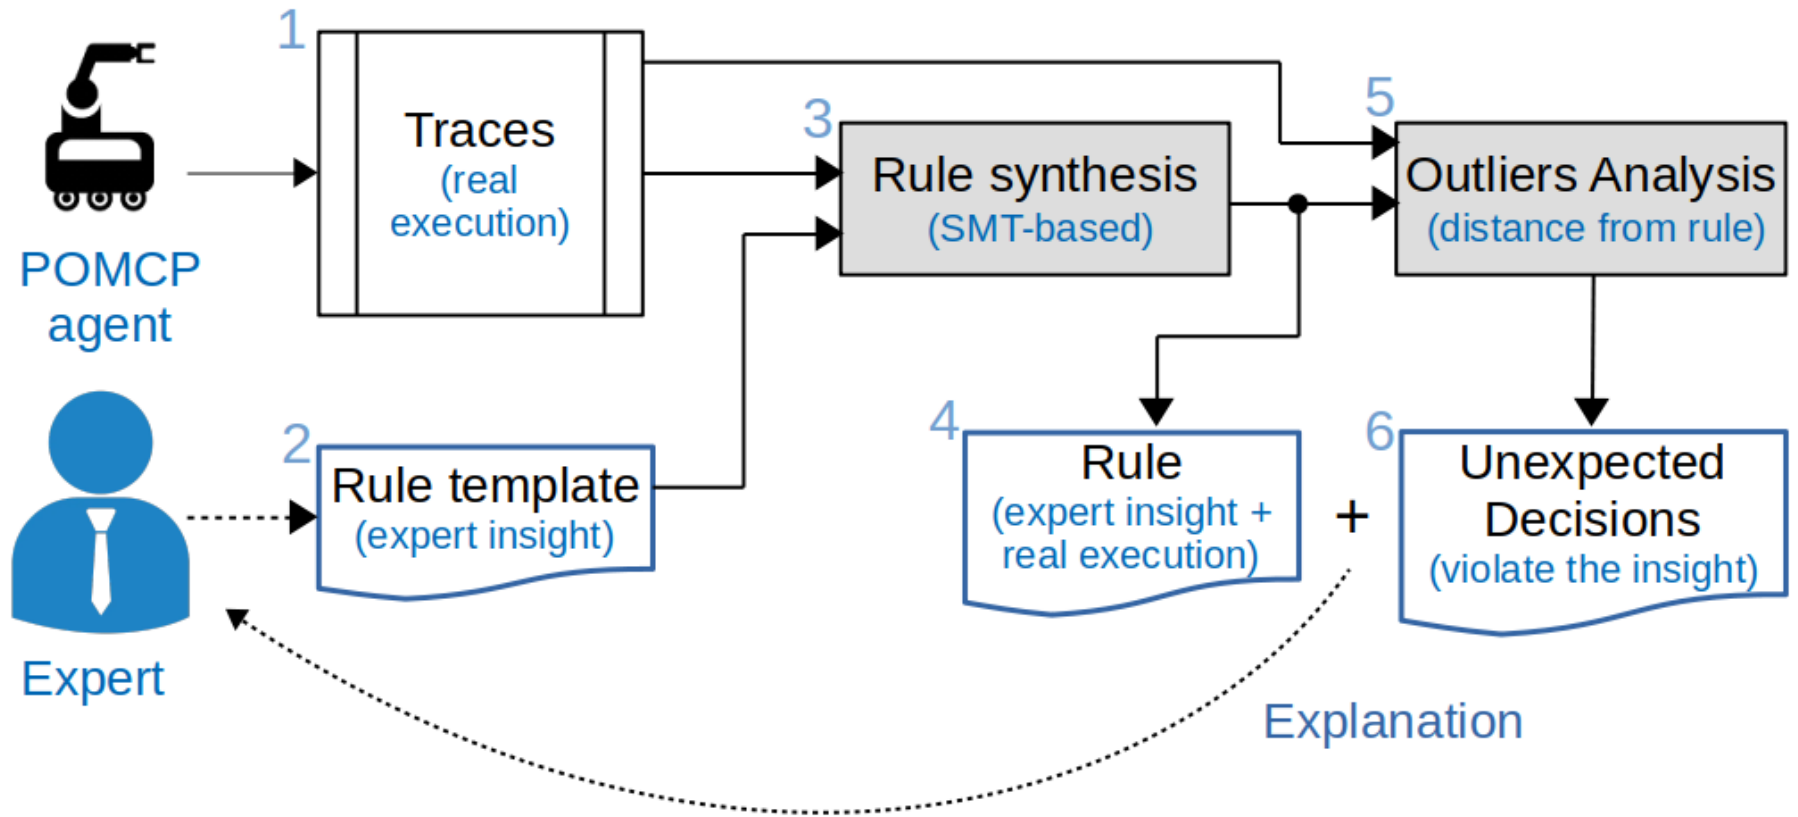 1
Traces
(real
execution)
POMCP
agent
3
Rule synthesis
(SMT-based)
5
Outliers Analysis
(distance from rule)
2
Rule template
(expert insight)
Expert
4
Rule
(expert insight +
real execution)
+
6
Unexpected
Decisions
(violate the insight)
Explanation